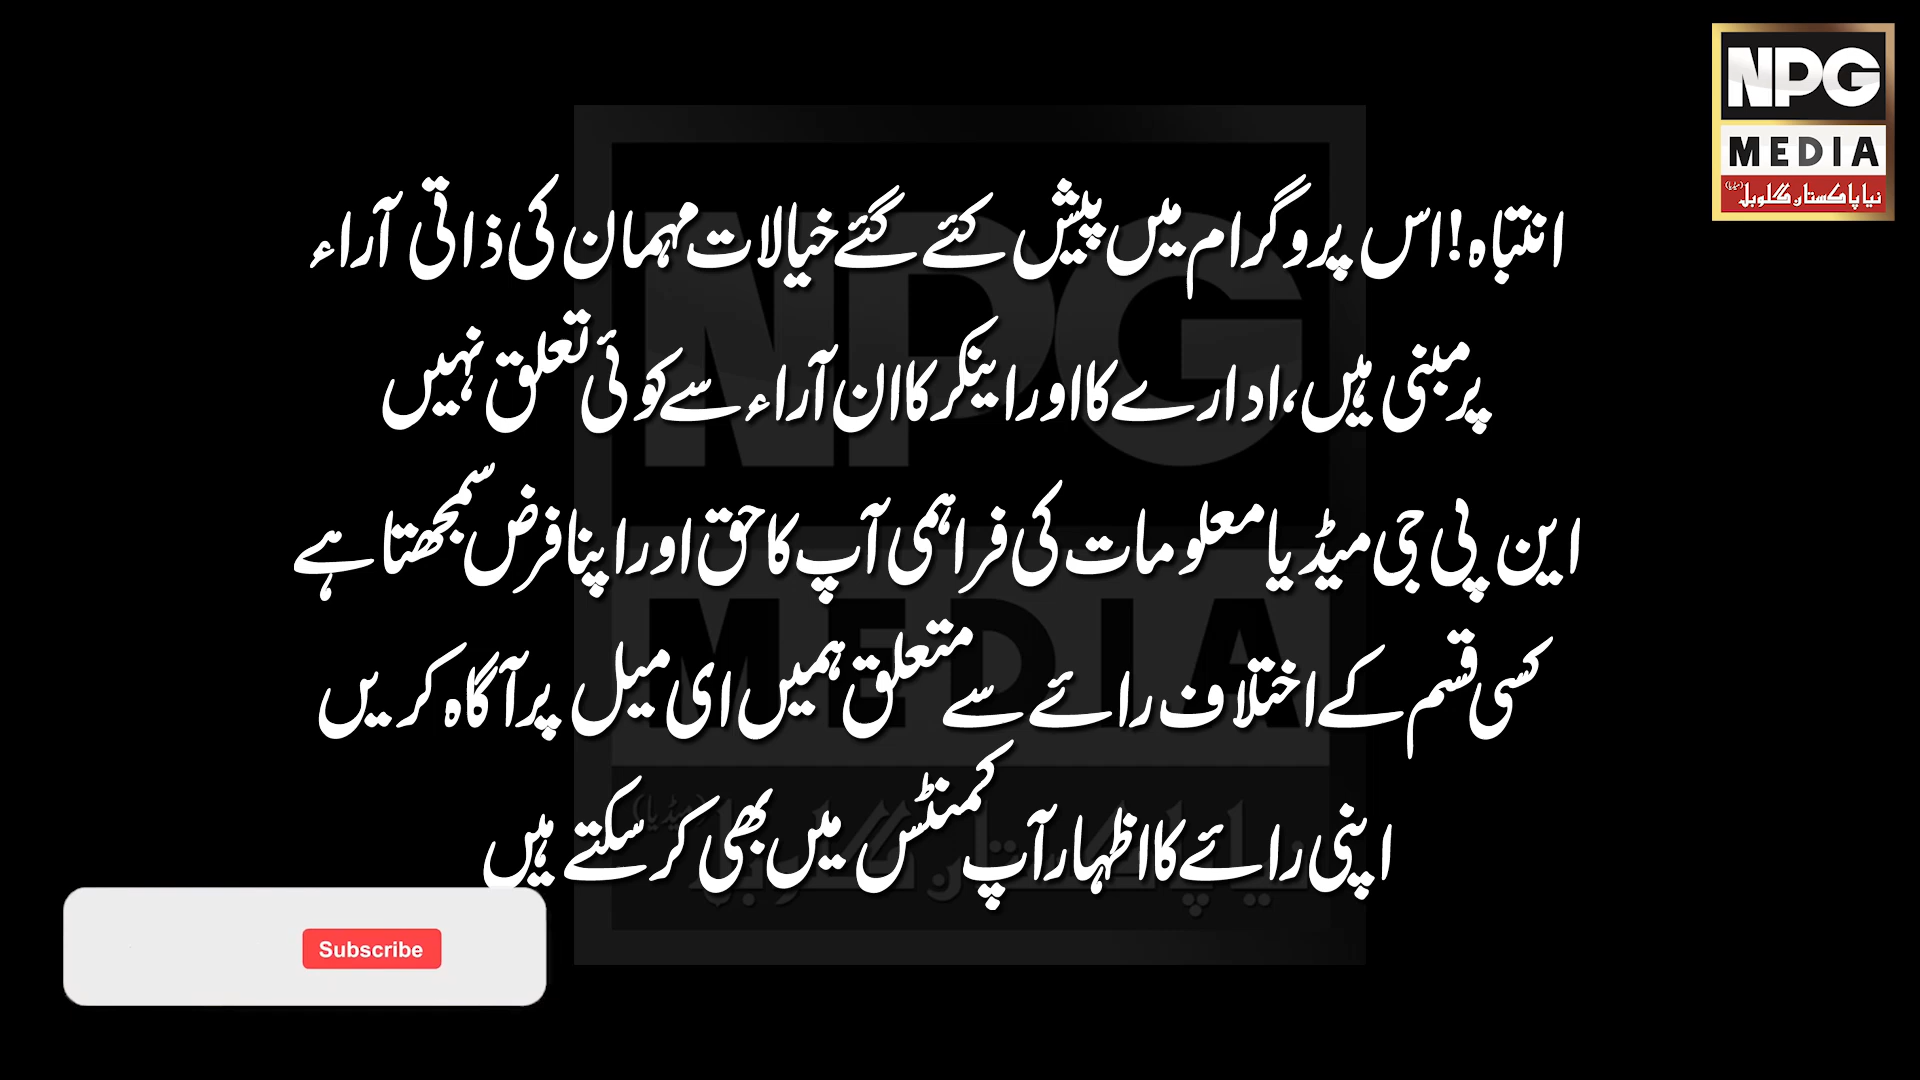 NPG
MEDIA
نیا پاکستان گلوبل (میڈیا)
انتباہ! اس پروگرام میں پیش کئے گئے خیالات مہمان کی ذاتی آراء
پر مبنی ہیں، ادارے کا اور اینکر کا ان آراء سے کوئی تعلق نہیں
این پی جی میڈیا معلومات کی فراہمی آپ کا حق اور اپنا فرض سمجھتا ہے
کسی قسم کے اختلاف رائے سے متعلق ہمیں ای میل پر آگاہ کریں
اپنی رائے کا اظہار آپ کمنٹس میں بھی کر سکتے ہیں
Subscribe